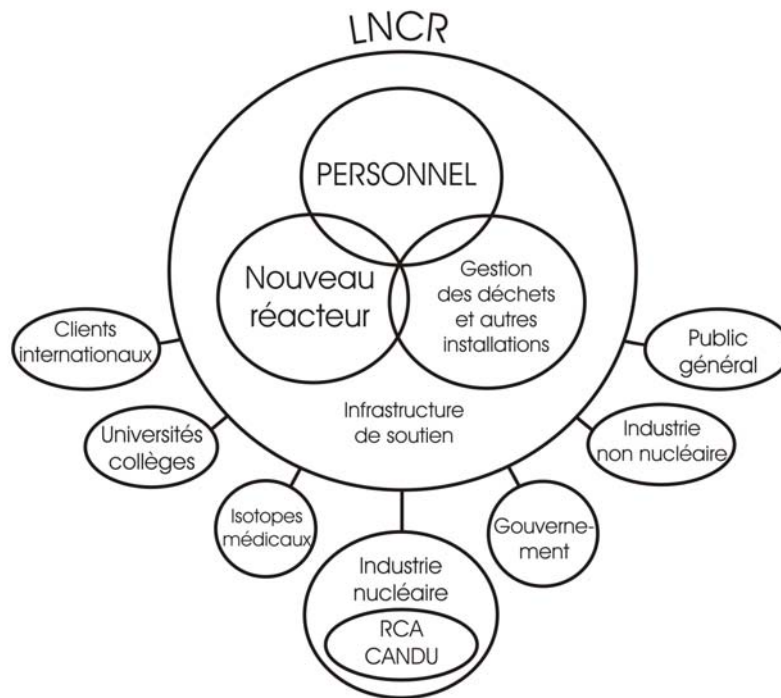 LNCR
PERSONNEL
Nouveau
réacteur
Gestion
des déchets
et autres
installations
Infrastructure
de soutien
Clients
internationaux
Universités
collèges
Isotopes
médicaux
Industrie
nucléaire
RCA
CANDU
Gouverne-
ment
Industrie
non nucléaire
Public
général